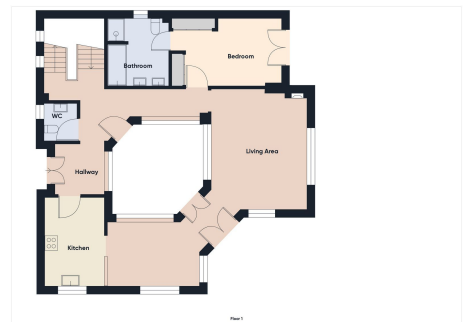 Bedroom
Bathroom
WC
Living Area
Hallway
Kitchen
Floor 1